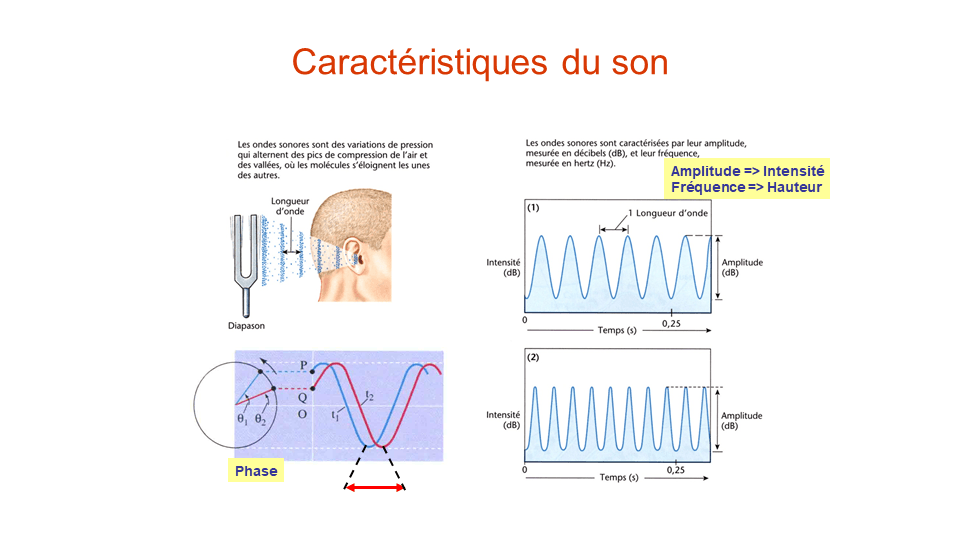 Caractéristiques du son
Les ondes sonores sont des variations de pression
qui alternent des pics de compression de l'air et
des vallées, où les molécules s'éloignent les unes
des autres.
Longueur
d'onde
Diapason
P
Q
O
θ1 θ2
t1
t2
Phase
Les ondes sonores sont caractérisées par leur amplitude,
mesurée en décibels (dB), et leur fréquence,
mesurée en hertz (Hz).
Amplitude => Intensité
Fréquence => Hauteur
(1)
1 Longueur d'onde
Intensité
(dB)
Amplitude
(dB)
0
0,25
Temps (s)
(2)
Intensité
(dB)
Amplitude
(dB)
0
0,25
Temps (s)